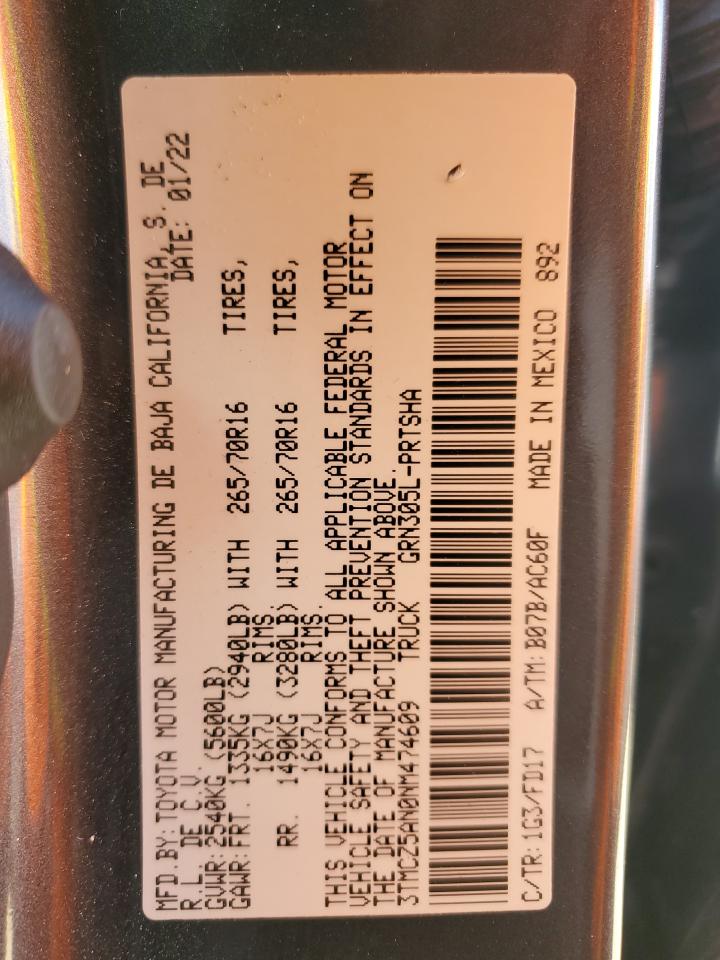 MFD.BY:TOYOTA MOTOR MANUFACTURING DE BAJA CALIFORNIA, S. DE
R.L. DE C.V. DATE: 01/22
GVWR:2540KG (5600LB)
GAWR:FRT. 1335KG (2940LB) WITH 265/70R16 TIRES,
16X7J RIMS
RR. 1490KG (3280LB) WITH 265/70R16 TIRES,
16X7J RIMS.
THIS VEHICLE CONFORMS TO ALL APPLICABLE FEDERAL MOTOR
VEHICLE SAFETY AND THEFT PREVENTION STANDARDS IN EFFECT ON
THE DATE OF MANUFACTURE SHOWN ABOVE.
3TMCZ5AN0NM474609 TRUCK GRN305L-PRTSHA
C/TR:1G3/FD17 A/TM:B07B/AC60F MADE IN MEXICO 892